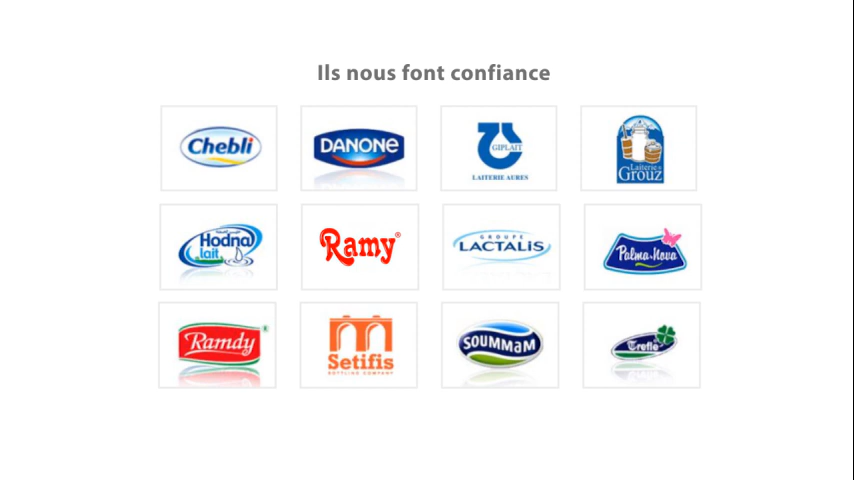 Ils nous font confiance
Chebli
DANONE
GIPLAIT
LAITERIE AURES
Laiterie
Grouz
Hodna
lait
Ramy®
GROUPE
LACTALIS
Palma Nova
Ramdy
Setifis
BOTTLING COMPANY
SOUMMAM
Trèfle